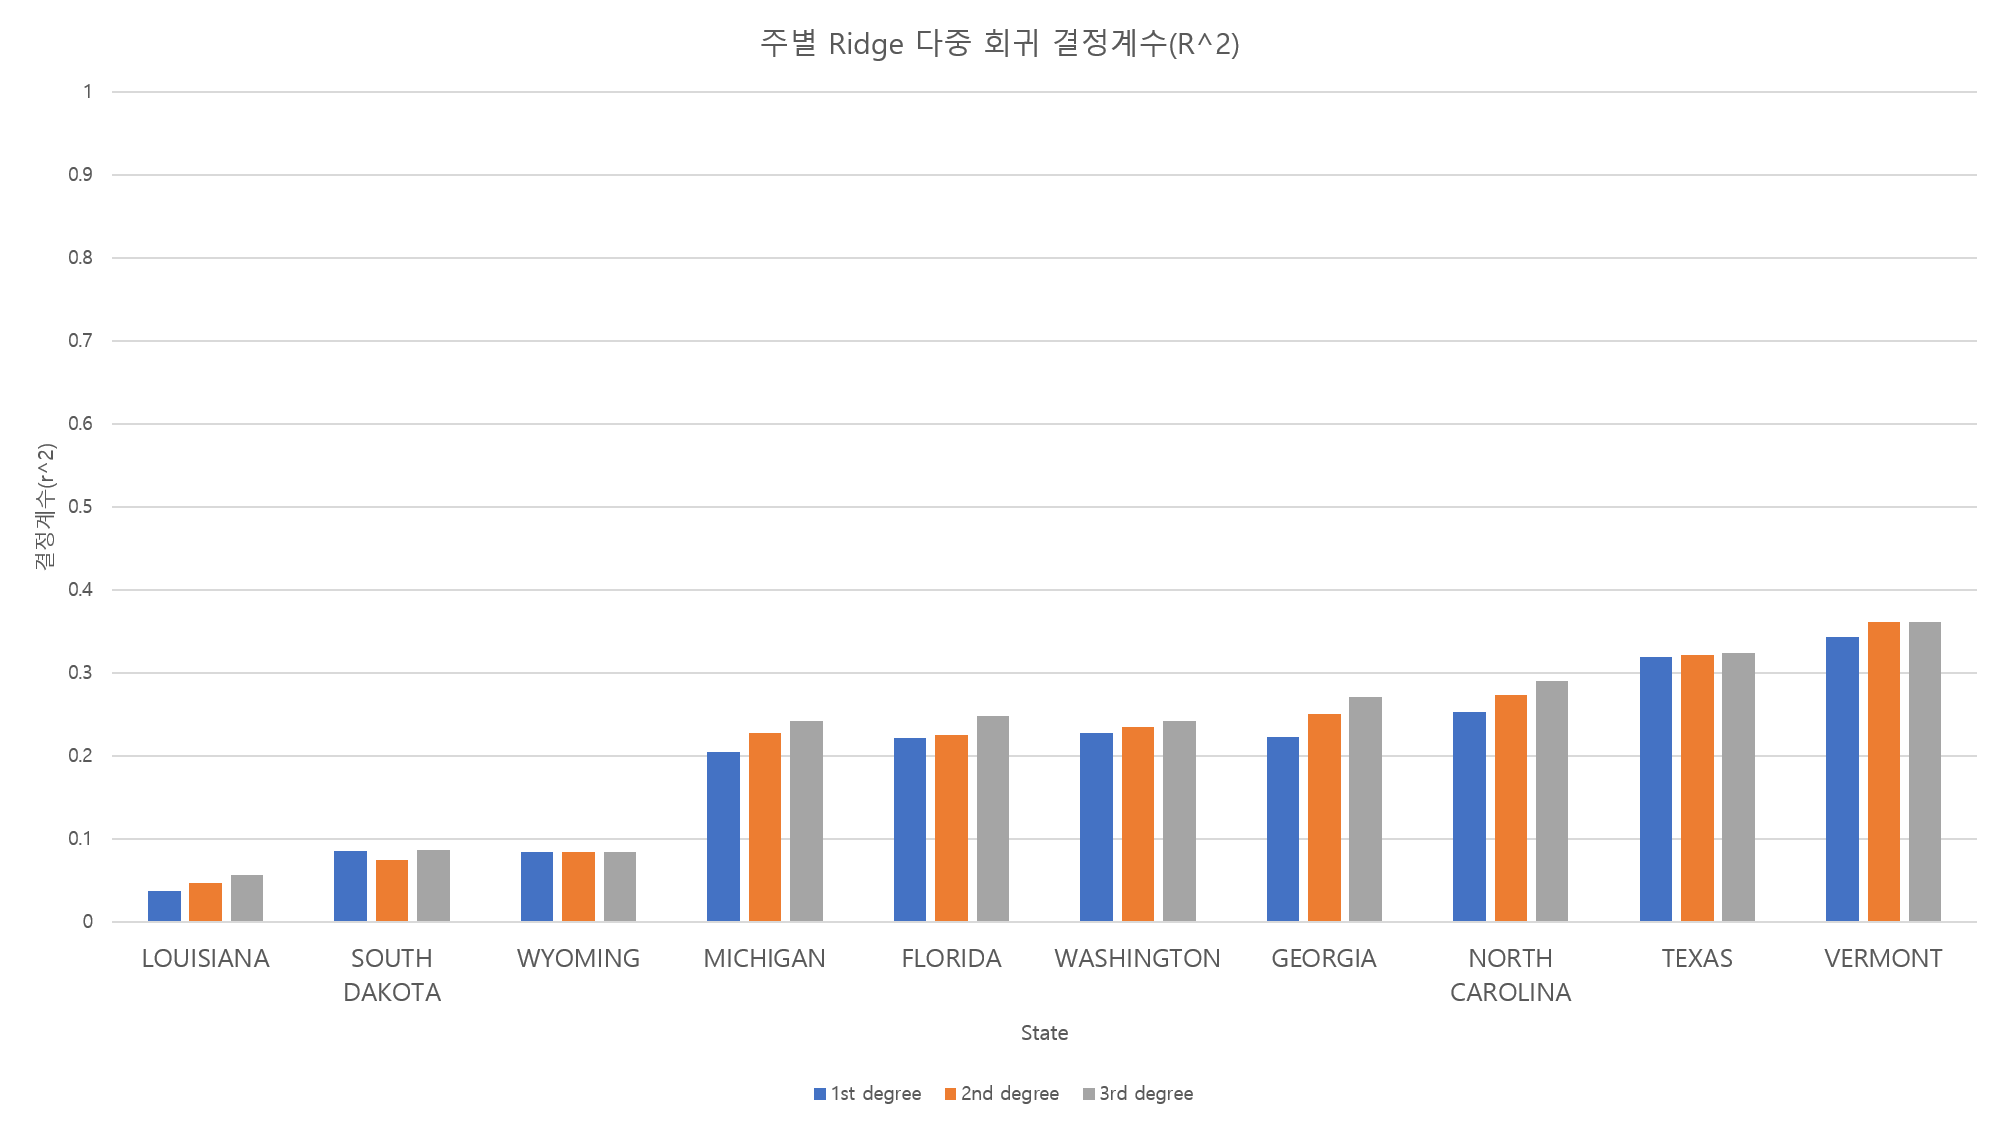 주별 Ridge 다중 회귀 결정계수(R^2)
1
0.9
0.8
0.7
0.6
0.5
0.4
0.3
0.2
0.1
0
결정계수(r^2)
LOUISIANA SOUTH WYOMING MICHIGAN FLORIDA WASHINGTON GEORGIA NORTH TEXAS VERMONT
DAKOTA CAROLINA
State
1st degree 2nd degree 3rd degree